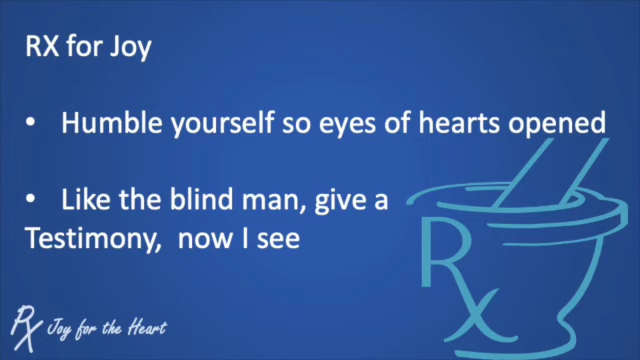 RX for Joy
• Humble yourself so eyes of hearts opened
• Like the blind man, give a
Testimony, now I see
Rx
Rx Joy for the Heart